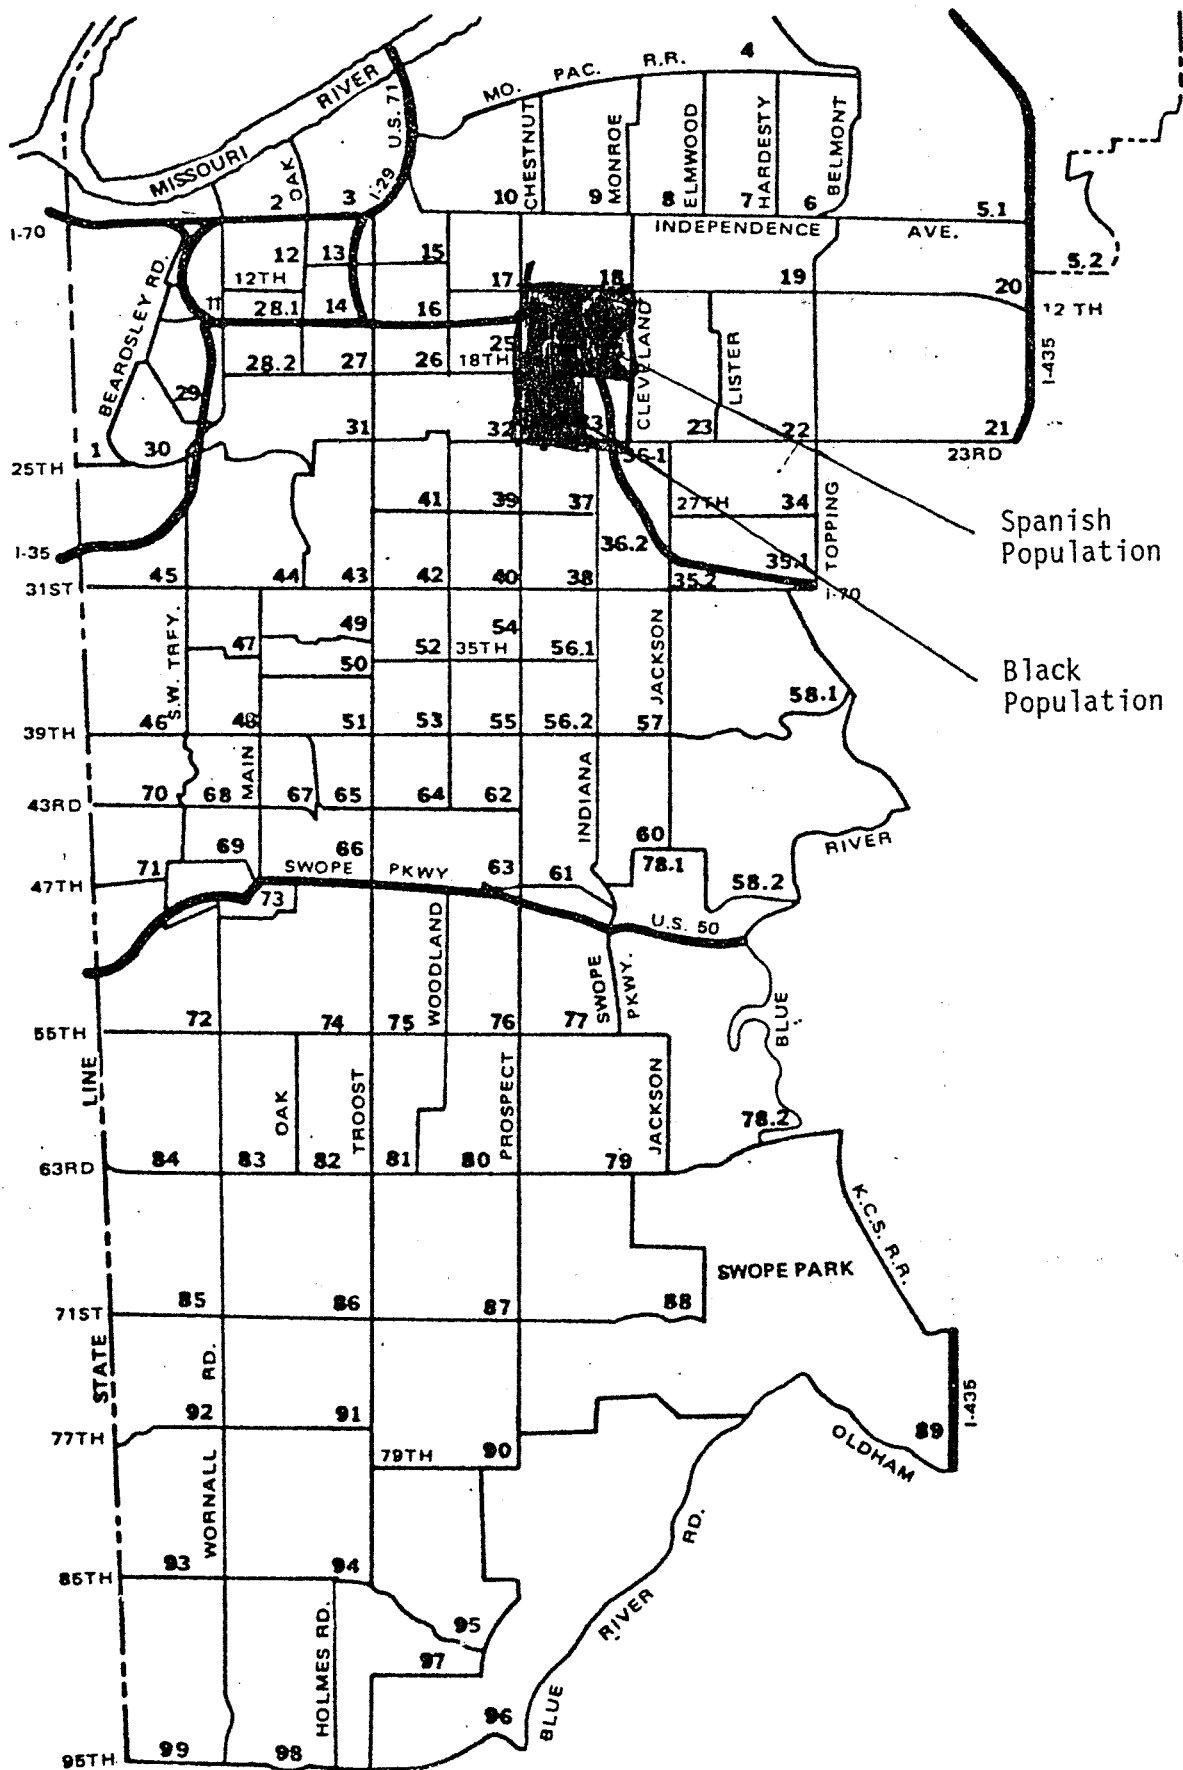 4
MO. PAC. R.R.
MISSOURI RIVER
U.S. 71
I-29
OAK
CHESTNUT
MONROE
ELMWOOD
HARDESTY
BELMONT
2 3 10 9 8 7 6 5.1
I-70
INDEPENDENCE AVE.
12 13 15
5.2
12TH
17 18 19 20
12 TH
BEARDSLEY RD.
11 28.1 14 16
25
28.2 27 26 18TH
CLEVELAND
LISTER
I-435
29
31 32 33 23 22 21
1 30
25TH
36.1
23RD
41 39 37 27TH 34
TOPPING
Spanish
Population
I-35
36.2
35.1
45 44 43 42 40 38 35.2
31ST
I-70
S.W. TRFY.
49 54
47 52 35TH 56.1
50
JACKSON
Black
Population
58.1
46 48 51 53 55 56.2 57
39TH
MAIN
INDIANA
70 68 67 65 64 62
43RD
60
RIVER
69 66
71 SWOPE PKWY 63 61 78.1
47TH
73
58.2
U.S. 50
WOODLAND
SWOPE PKWY.
BLUE
72 74 75 76 77
55TH
LINE
OAK
TROOST
PROSPECT
JACKSON
78.2
84 83 82 81 80 79
63RD
K.C.S. R.R.
SWOPE PARK
85 86 87 88
71ST
STATE
RD.
92 91
77TH
79TH 90
I-435
89
OLDHAM
WORNALL
RD.
93 94
85TH
HOLMES RD.
95
RIVER
97
BLUE
96
99 98
95TH